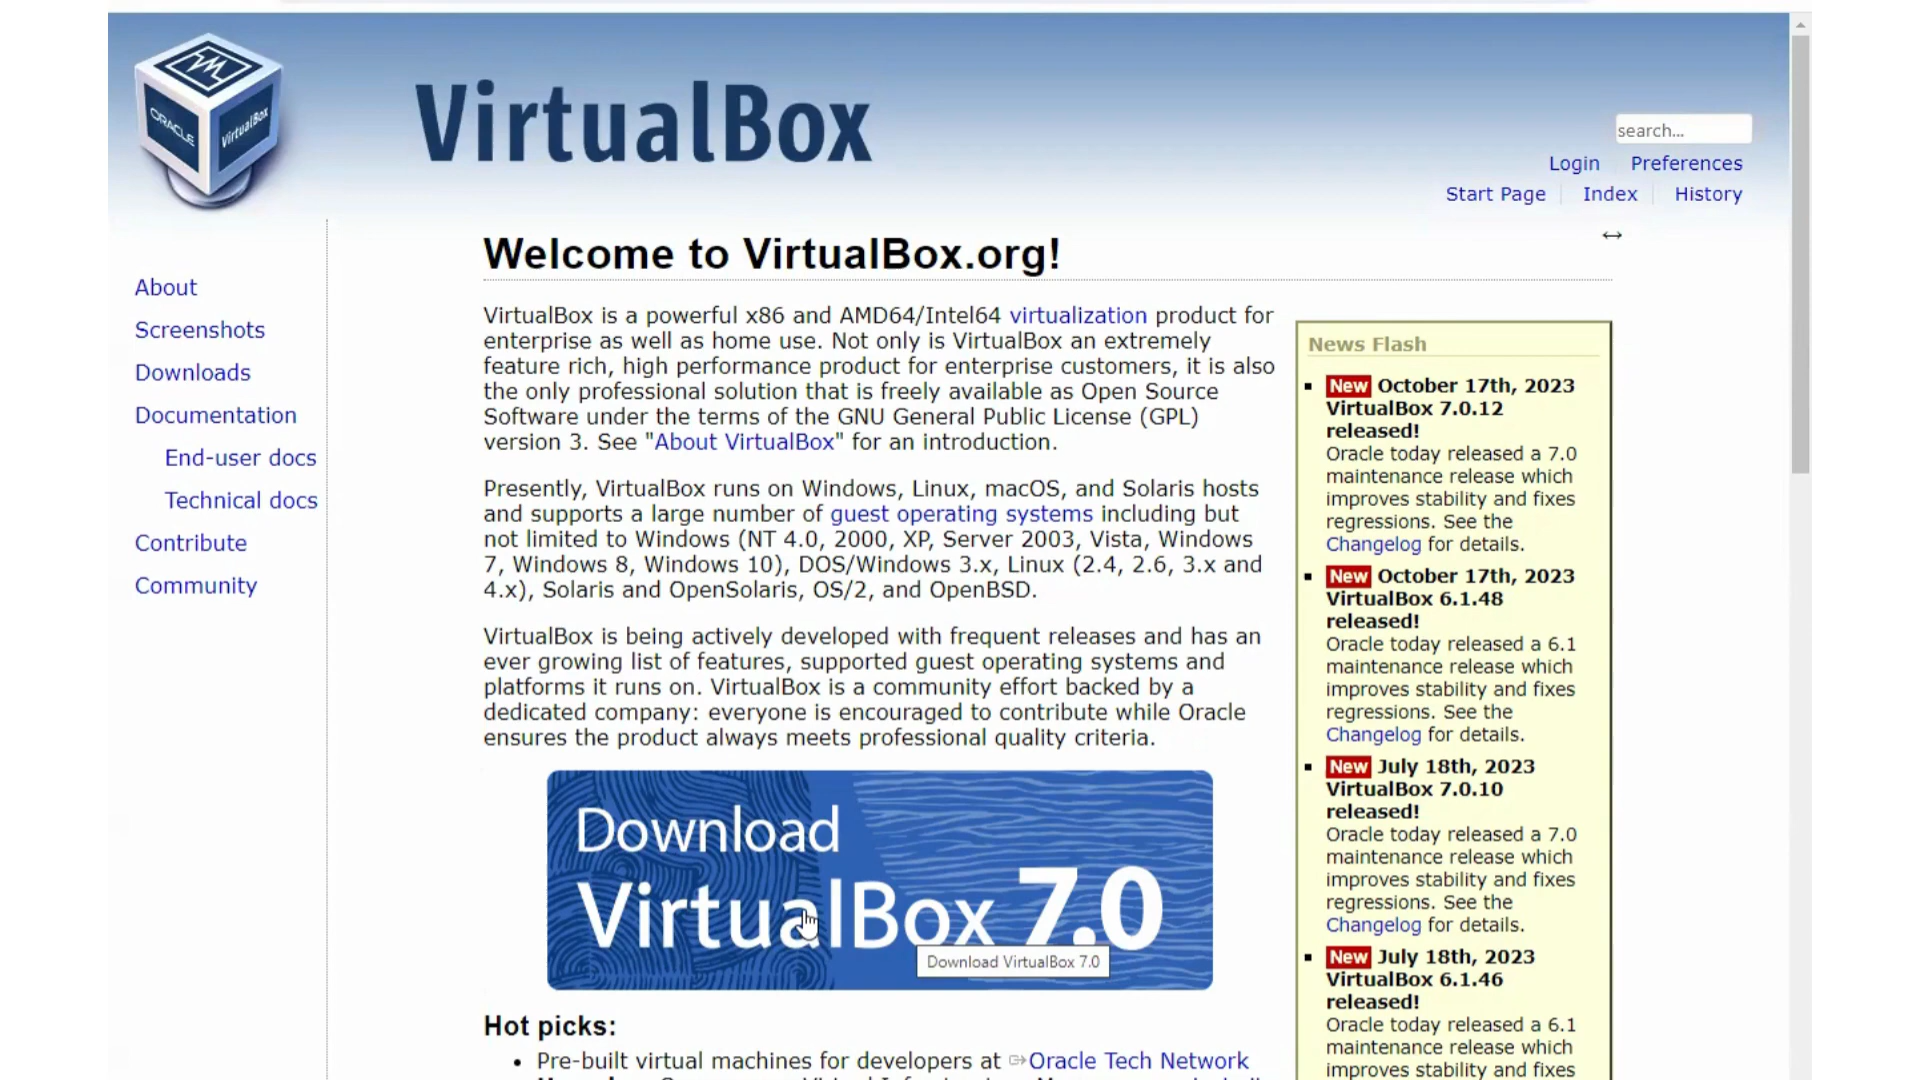 ORACLE
VirtualBox
VirtualBox
search...
Login
Preferences
Start Page
Index
History
About
Screenshots
Downloads
Documentation
End-user docs
Technical docs
Contribute
Community
Welcome to VirtualBox.org!
VirtualBox is a powerful x86 and AMD64/Intel64 virtualization product for
enterprise as well as home use. Not only is VirtualBox an extremely
feature rich, high performance product for enterprise customers, it is also
the only professional solution that is freely available as Open Source
Software under the terms of the GNU General Public License (GPL)
version 3. See "About VirtualBox" for an introduction.
Presently, VirtualBox runs on Windows, Linux, macOS, and Solaris hosts
and supports a large number of guest operating systems including but
not limited to Windows (NT 4.0, 2000, XP, Server 2003, Vista, Windows
7, Windows 8, Windows 10), DOS/Windows 3.x, Linux (2.4, 2.6, 3.x and
4.x), Solaris and OpenSolaris, OS/2, and OpenBSD.
VirtualBox is being actively developed with frequent releases and has an
ever growing list of features, supported guest operating systems and
platforms it runs on. VirtualBox is a community effort backed by a
dedicated company: everyone is encouraged to contribute while Oracle
ensures the product always meets professional quality criteria.
Download
VirtualBox 7.0
Download VirtualBox 7.0
Hot picks:
Pre-built virtual machines for developers at Oracle Tech Network
News Flash
New October 17th, 2023
VirtualBox 7.0.12
released!
Oracle today released a 7.0
maintenance release which
improves stability and fixes
regressions. See the
Changelog for details.
New October 17th, 2023
VirtualBox 6.1.48
released!
Oracle today released a 6.1
maintenance release which
improves stability and fixes
regressions. See the
Changelog for details.
New July 18th, 2023
VirtualBox 7.0.10
released!
Oracle today released a 7.0
maintenance release which
improves stability and fixes
regressions. See the
Changelog for details.
New July 18th, 2023
VirtualBox 6.1.46
released!
Oracle today released a 6.1
maintenance release which
improves stability and fixes